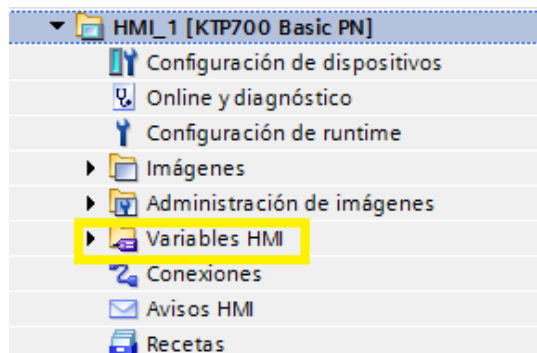 HMI_1 [KTP700 Basic PN]
Configuración de dispositivos
Online y diagnóstico
Configuración de runtime
Imágenes
Administración de imágenes
Variables HMI
Conexiones
Avisos HMI
Recetas